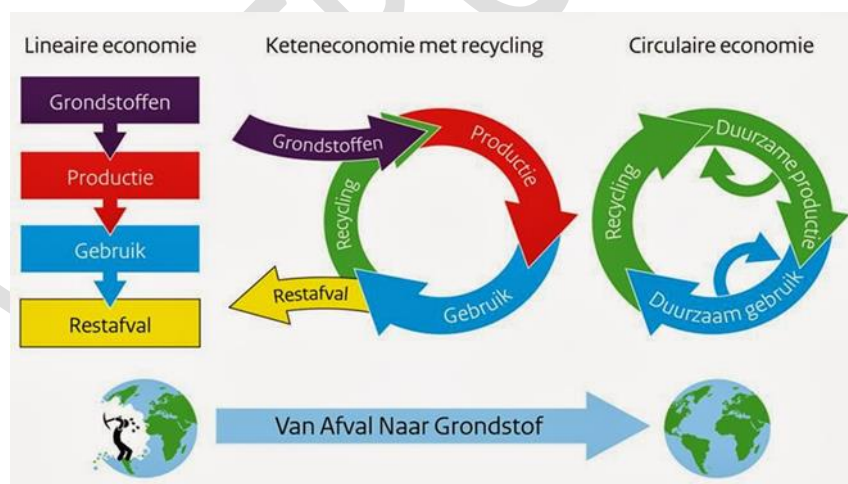 Lineaire economie
Grondstoffen
Productie
Gebruik
Restafval
Keteneconomie met recycling
Grondstoffen
Productie
Gebruik
Recycling
Restafval
Circulaire economie
Duurzame productie
Duurzaam gebruik
Recycling
Van Afval Naar Grondstof